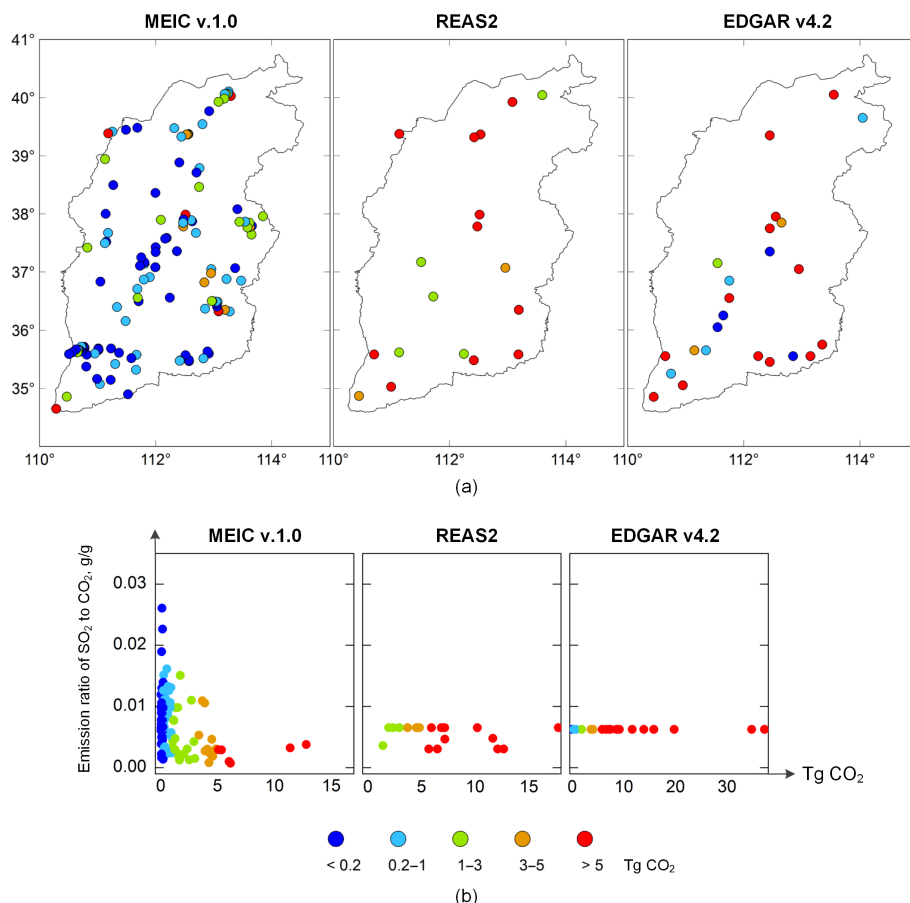 MEIC v.1.0 REAS2 EDGAR v4.2
41°
40°
39°
38°
37°
36°
35°
110° 112° 114° 110° 112° 114° 110° 112° 114°
(a)
MEIC v.1.0 REAS2 EDGAR v4.2
Emission ratio of SO2 to CO2, g/g
0.03
0.02
0.01
0.00
0 5 10 15 0 5 10 15 0 10 20 30
Tg CO2
< 0.2 0.2–1 1–3 3–5 > 5 Tg CO2
(b)